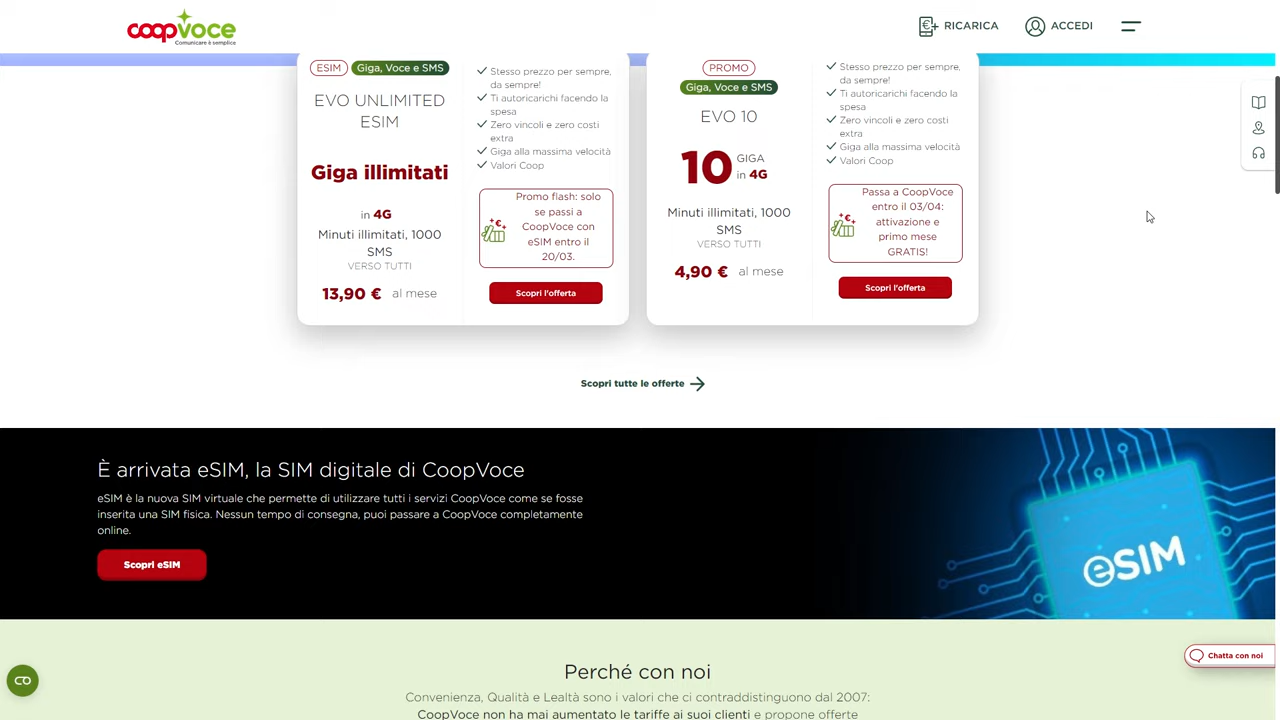 coopvoce
Comunicare è semplice
RICARICA
ACCEDI
ESIM
Giga, Voce e SMS
EVO UNLIMITED
ESIM
Giga illimitati
in 4G
Minuti illimitati, 1000
SMS
VERSO TUTTI
13,90 € al mese
Stesso prezzo per sempre,
da sempre!
Ti autoricarichi facendo la
spesa
Zero vincoli e zero costi
extra
Giga alla massima velocità
Valori Coop
Promo flash: solo
se passi a
CoopVoce con
eSIM entro il
20/03.
Scopri l'offerta
PROMO
Giga, Voce e SMS
EVO 10
10 GIGA
in 4G
Minuti illimitati, 1000
SMS
VERSO TUTTI
4,90 € al mese
Stesso prezzo per sempre,
da sempre!
Ti autoricarichi facendo la
spesa
Zero vincoli e zero costi
extra
Giga alla massima velocità
Valori Coop
Passa a CoopVoce
entro il 03/04:
attivazione e
primo mese
GRATIS!
Scopri l'offerta
Scopri tutte le offerte
È arrivata eSIM, la SIM digitale di CoopVoce
eSIM è la nuova SIM virtuale che permette di utilizzare tutti i servizi CoopVoce come se fosse
inserita una SIM fisica. Nessun tempo di consegna, puoi passare a CoopVoce completamente
online.
Scopri eSIM
eSIM
Chatta con noi
Perché con noi
Convenienza, Qualità e Lealtà sono i valori che ci contraddistinguono dal 2007:
CoopVoce non ha mai aumentato le tariffe ai suoi clienti e propone offerte